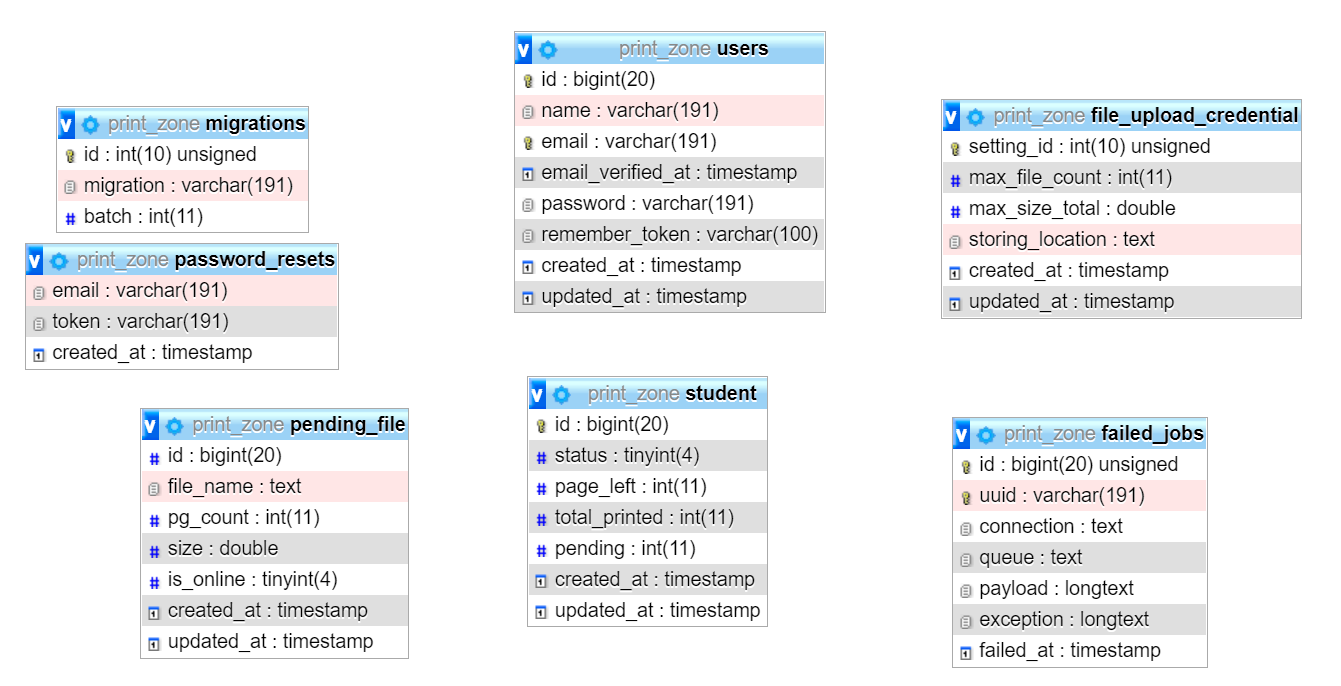 print_zone users
id : bigint(20)
name : varchar(191)
email : varchar(191)
email_verified_at : timestamp
password : varchar(191)
remember_token : varchar(100)
created_at : timestamp
updated_at : timestamp
print_zone migrations
id : int(10) unsigned
migration : varchar(191)
batch : int(11)
print_zone file_upload_credential
setting_id : int(10) unsigned
max_file_count : int(11)
max_size_total : double
storing_location : text
created_at : timestamp
updated_at : timestamp
print_zone password_resets
email : varchar(191)
token : varchar(191)
created_at : timestamp
print_zone pending_file
id : bigint(20)
file_name : text
pg_count : int(11)
size : double
is_online : tinyint(4)
created_at : timestamp
updated_at : timestamp
print_zone student
id : bigint(20)
status : tinyint(4)
page_left : int(11)
total_printed : int(11)
pending : int(11)
created_at : timestamp
updated_at : timestamp
print_zone failed_jobs
id : bigint(20) unsigned
uuid : varchar(191)
connection : text
queue : text
payload : longtext
exception : longtext
failed_at : timestamp